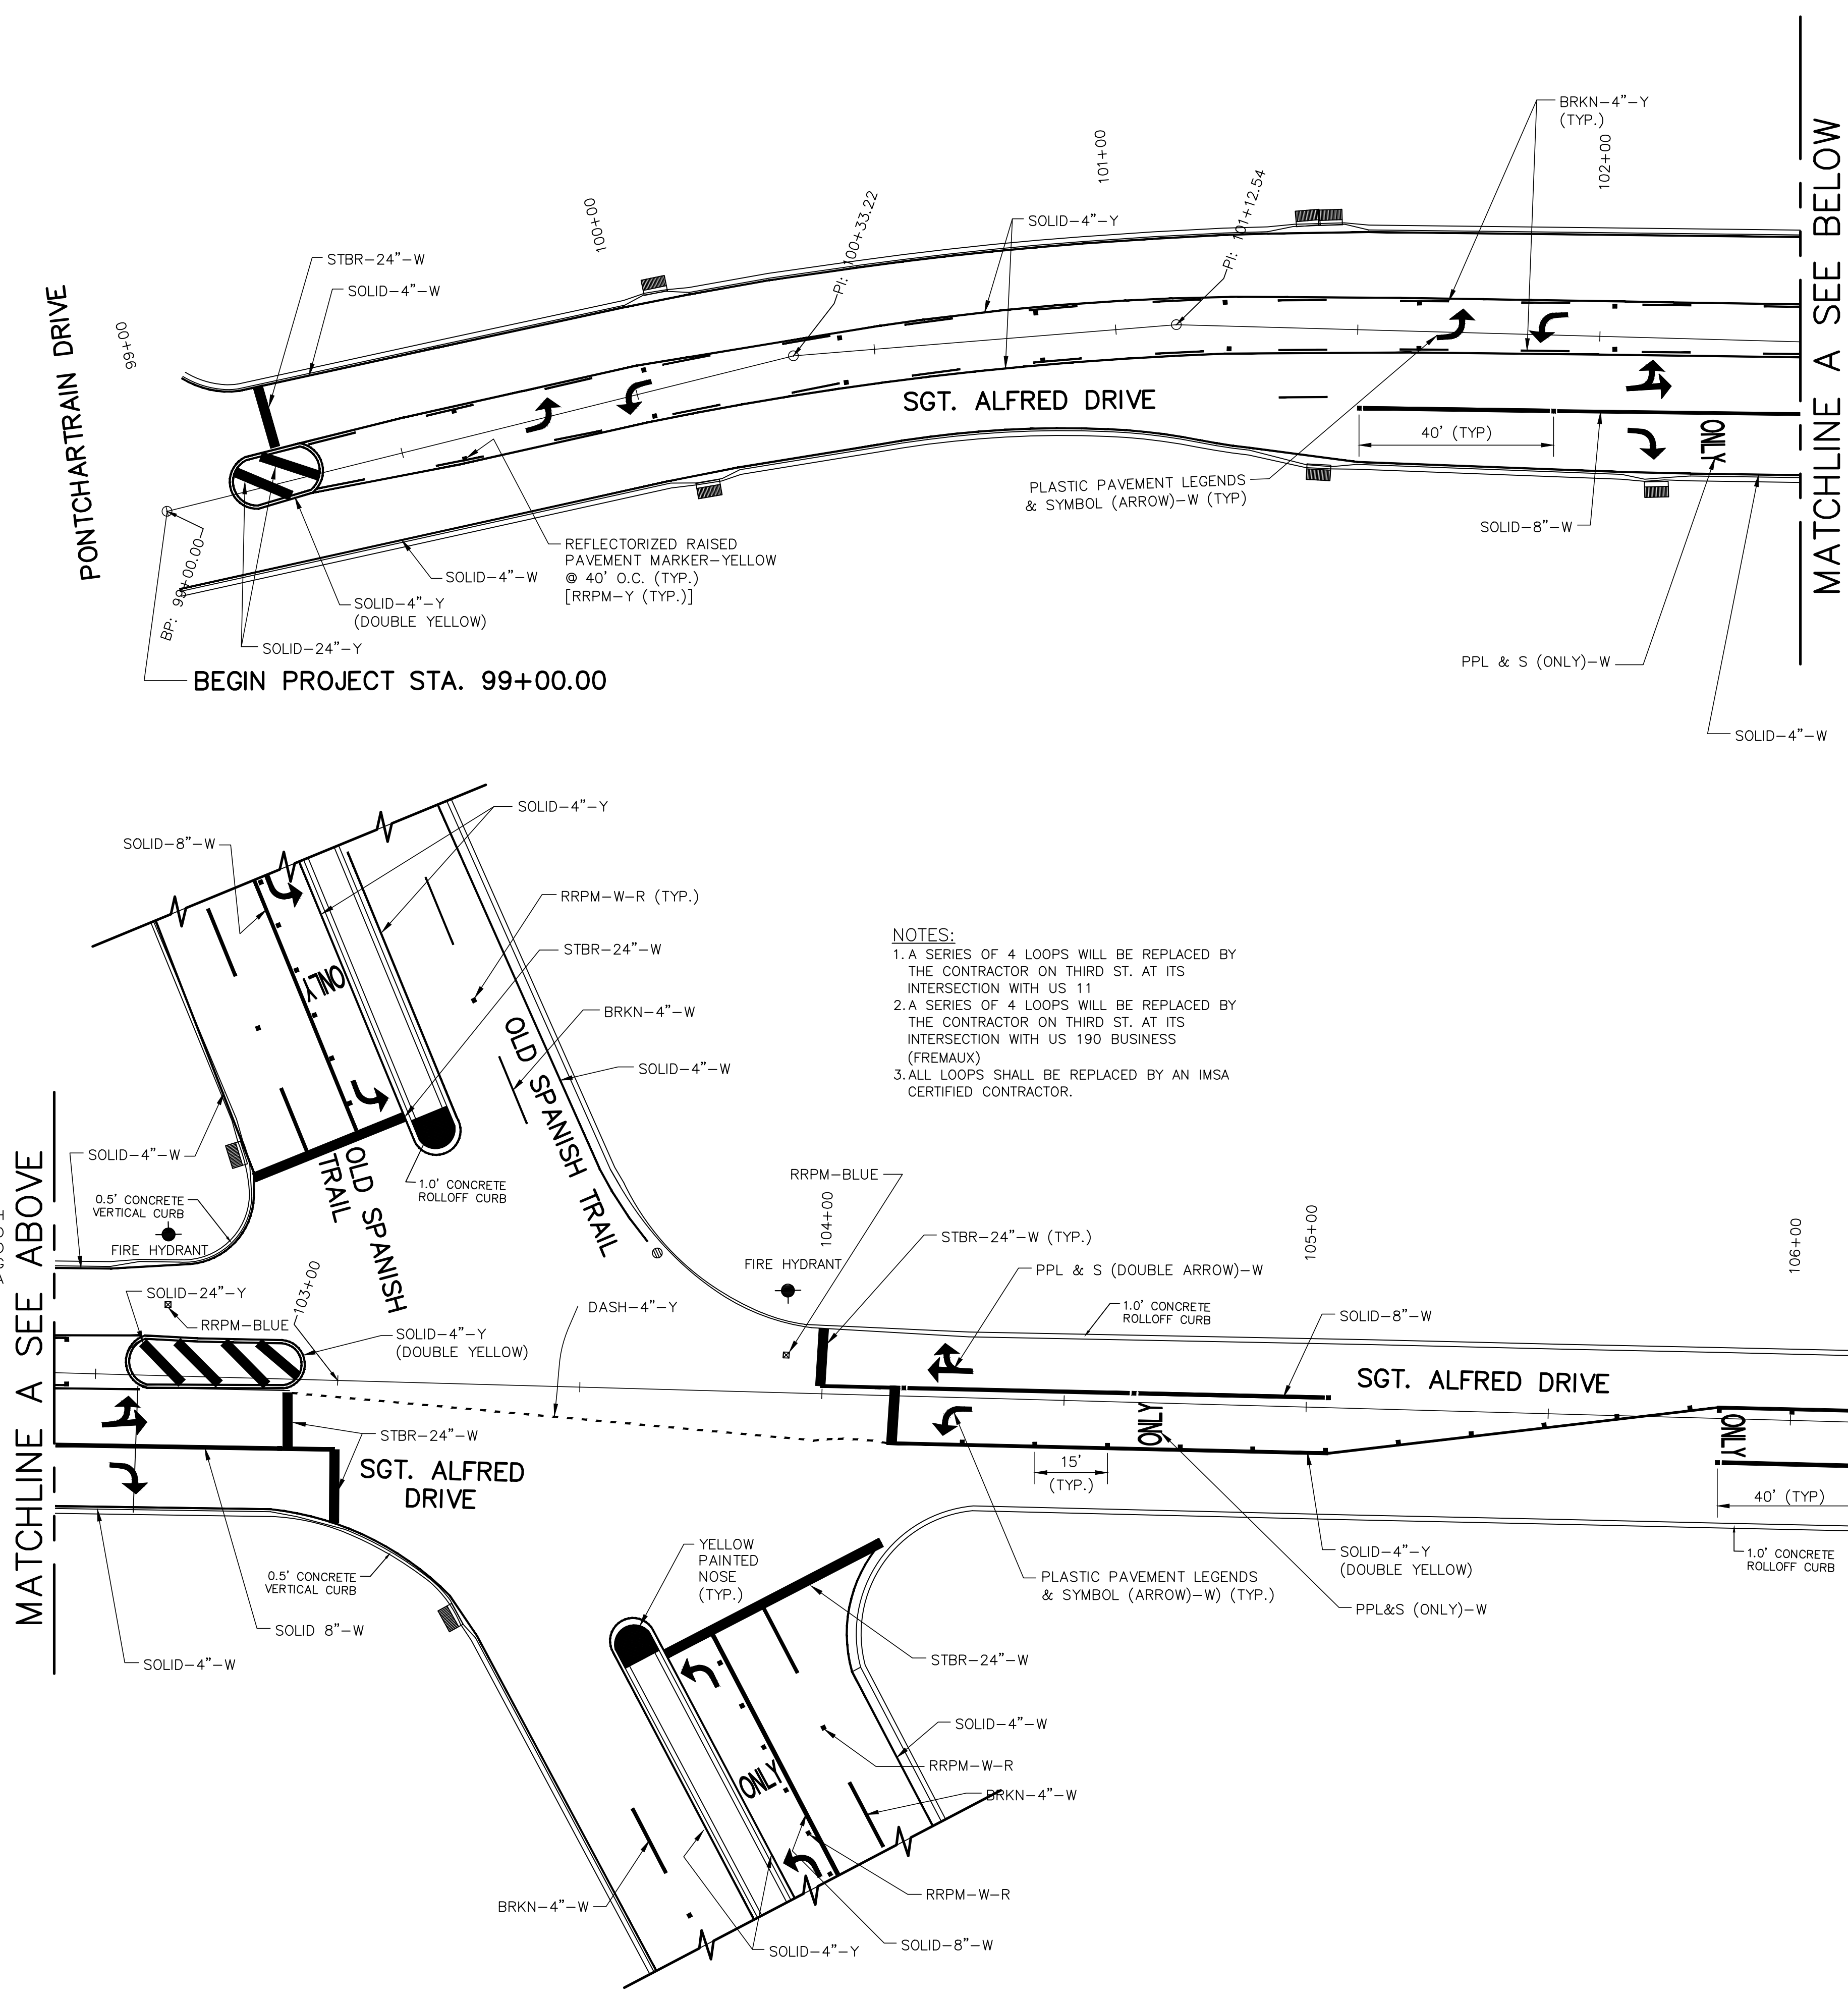 BRKN-4"-Y
(TYP.)
101+00
102+00
MATCHLINE A SEE BELOW
100+00
PI: 100+33.22
PI: 101+12.54
SOLID-4"-Y
STBR-24"-W
SOLID-4"-W
PONTCHARTRAIN DRIVE
99+00
SGT. ALFRED DRIVE
40' (TYP)
ONLY
PLASTIC PAVEMENT LEGENDS
& SYMBOL (ARROW)-W (TYP)
SOLID-8"-W
REFLECTORIZED RAISED
PAVEMENT MARKER-YELLOW
@ 40' O.C. (TYP.)
[RRPM-Y (TYP.)]
SOLID-4"-W
SOLID-4"-Y
(DOUBLE YELLOW)
BP: 99+00.00
SOLID-24"-Y
PPL & S (ONLY)-W
BEGIN PROJECT STA. 99+00.00
SOLID-4"-W
SOLID-4"-Y
SOLID-8"-W
RRPM-W-R (TYP.)
STBR-24"-W
ONLY
BRKN-4"-W
OLD SPANISH TRAIL
SOLID-4"-W
NOTES:
1. A SERIES OF 4 LOOPS WILL BE REPLACED BY
THE CONTRACTOR ON THIRD ST. AT ITS
INTERSECTION WITH US 11
2. A SERIES OF 4 LOOPS WILL BE REPLACED BY
THE CONTRACTOR ON THIRD ST. AT ITS
INTERSECTION WITH US 190 BUSINESS
(FREMAUX)
3. ALL LOOPS SHALL BE REPLACED BY AN IMSA
CERTIFIED CONTRACTOR.
MATCHLINE A SEE ABOVE
SOLID-4"-W
OLD SPANISH
TRAIL
1.0' CONCRETE
ROLLOFF CURB
0.5' CONCRETE
VERTICAL CURB
FIRE HYDRANT
RRPM-BLUE
104+00
105+00
106+00
STBR-24"-W (TYP.)
FIRE HYDRANT
PPL & S (DOUBLE ARROW)-W
SOLID-24"-Y
103+00
RRPM-BLUE
DASH-4"-Y
1.0' CONCRETE
ROLLOFF CURB
SOLID-8"-W
SOLID-4"-Y
(DOUBLE YELLOW)
SGT. ALFRED DRIVE
ONLY
ONLY
STBR-24"-W
SGT. ALFRED
DRIVE
15'
(TYP.)
40' (TYP)
YELLOW
PAINTED
NOSE
(TYP.)
SOLID-4"-Y
(DOUBLE YELLOW)
1.0' CONCRETE
ROLLOFF CURB
0.5' CONCRETE
VERTICAL CURB
PLASTIC PAVEMENT LEGENDS
& SYMBOL (ARROW)-W) (TYP.)
PPL&S (ONLY)-W
SOLID 8"-W
SOLID-4"-W
STBR-24"-W
SOLID-4"-W
RRPM-W-R
ONLY
BRKN-4"-W
RRPM-W-R
BRKN-4"-W
SOLID-8"-W
SOLID-4"-Y